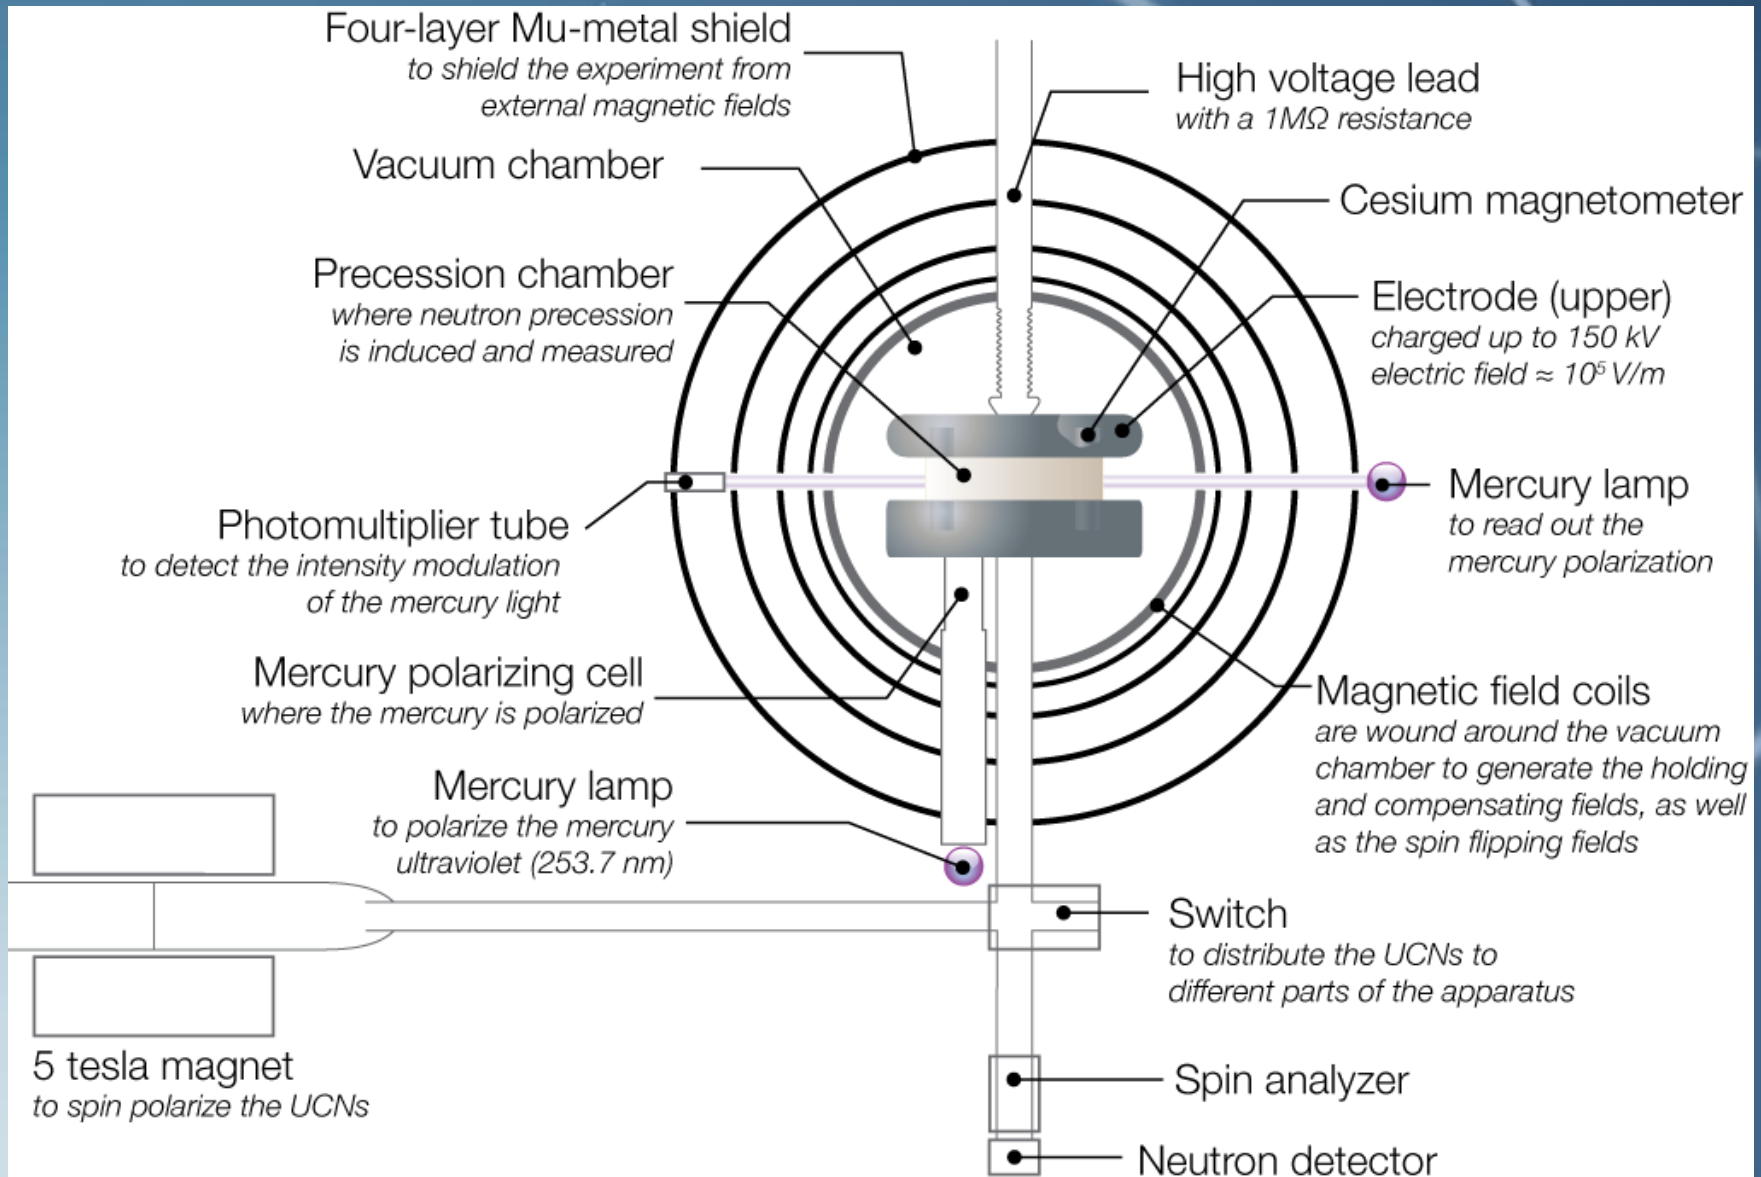 Four-layer Mu-metal shield
to shield the experiment from
external magnetic fields
High voltage lead
with a 1MΩ resistance
Vacuum chamber
Cesium magnetometer
Precession chamber
where neutron precession
is induced and measured
Electrode (upper)
charged up to 150 kV
electric field ≈ 10⁵ V/m
Photomultiplier tube
to detect the intensity modulation
of the mercury light
Mercury lamp
to read out the
mercury polarization
Mercury polarizing cell
where the mercury is polarized
Magnetic field coils
are wound around the vacuum
chamber to generate the holding
and compensating fields, as well
as the spin flipping fields
Mercury lamp
to polarize the mercury
ultraviolet (253.7 nm)
Switch
to distribute the UCNs to
different parts of the apparatus
5 tesla magnet
to spin polarize the UCNs
Spin analyzer
Neutron detector